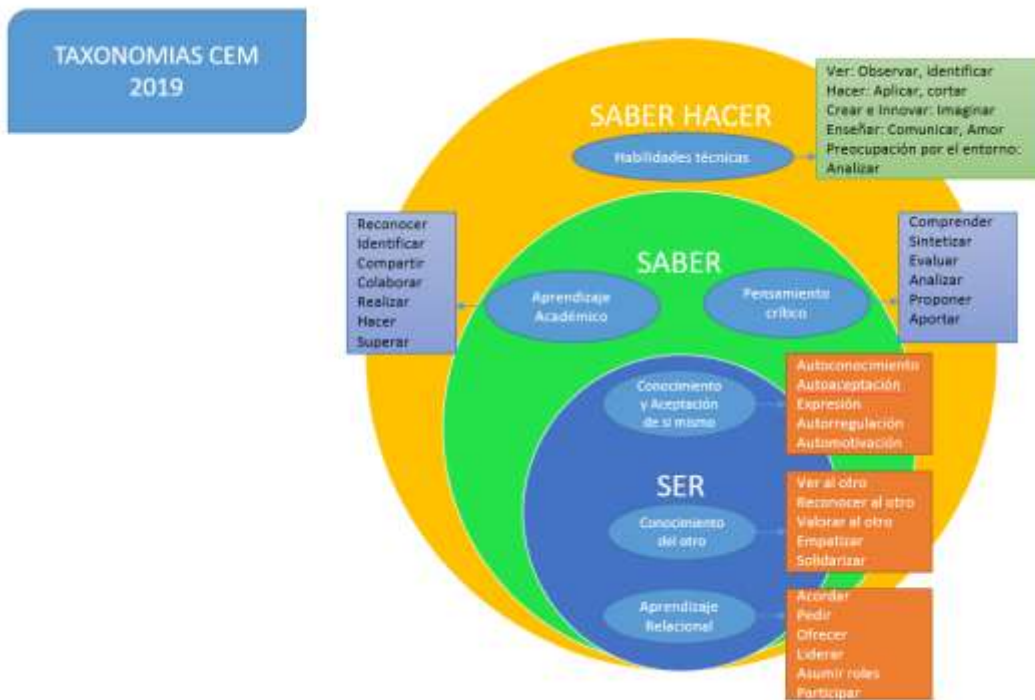 TAXONOMIAS CEM
2019
SABER HACER
Habilidades técnicas
Ver: Observar, identificar
Hacer: Aplicar, cortar
Crear e Innovar: Imaginar
Enseñar: Comunicar, Amor
Preocupación por el entorno:
Analizar
SABER
Aprendizaje
Académico
Reconocer
Identificar
Compartir
Colaborar
Realizar
Hacer
Superar
Pensamiento
crítico
Comprender
Sintetizar
Evaluar
Analizar
Proponer
Aportar
SER
Conocimiento
y Aceptación
de si mismo
Autoconocimiento
Autoaceptación
Expresión
Autorregulación
Automotivación
Conocimiento
del otro
Ver al otro
Reconocer al otro
Valorar al otro
Empatizar
Solidarizar
Aprendizaje
Relacional
Acordar
Pedir
Ofrecer
Liderar
Asumir roles
Participar